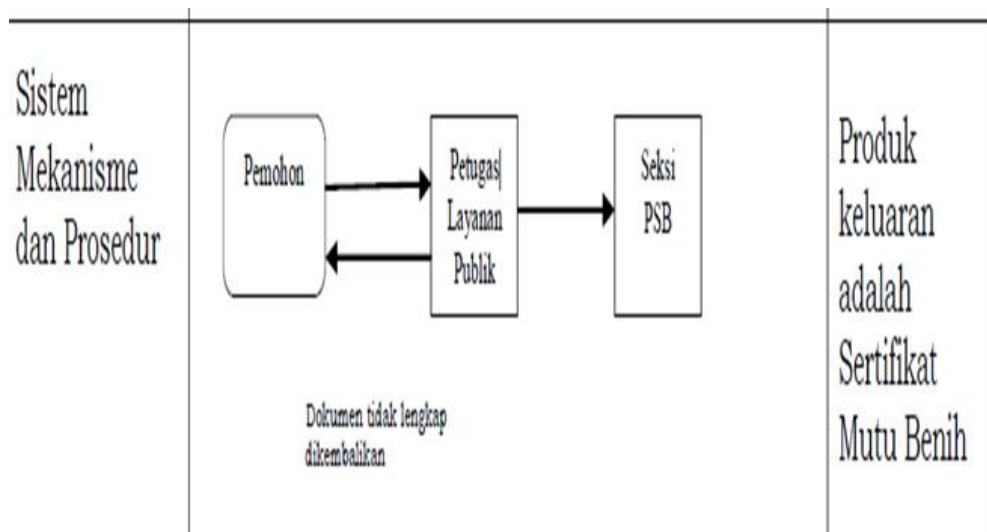 Sistem
Mekanisme
dan Prosedur
Pemohon
Petugas
Layanan
Publik
Seksi
PSB
Dokumen tidak lengkap
dikembalikan
Produk
keluaran
adalah
Sertifikat
Mutu Benih